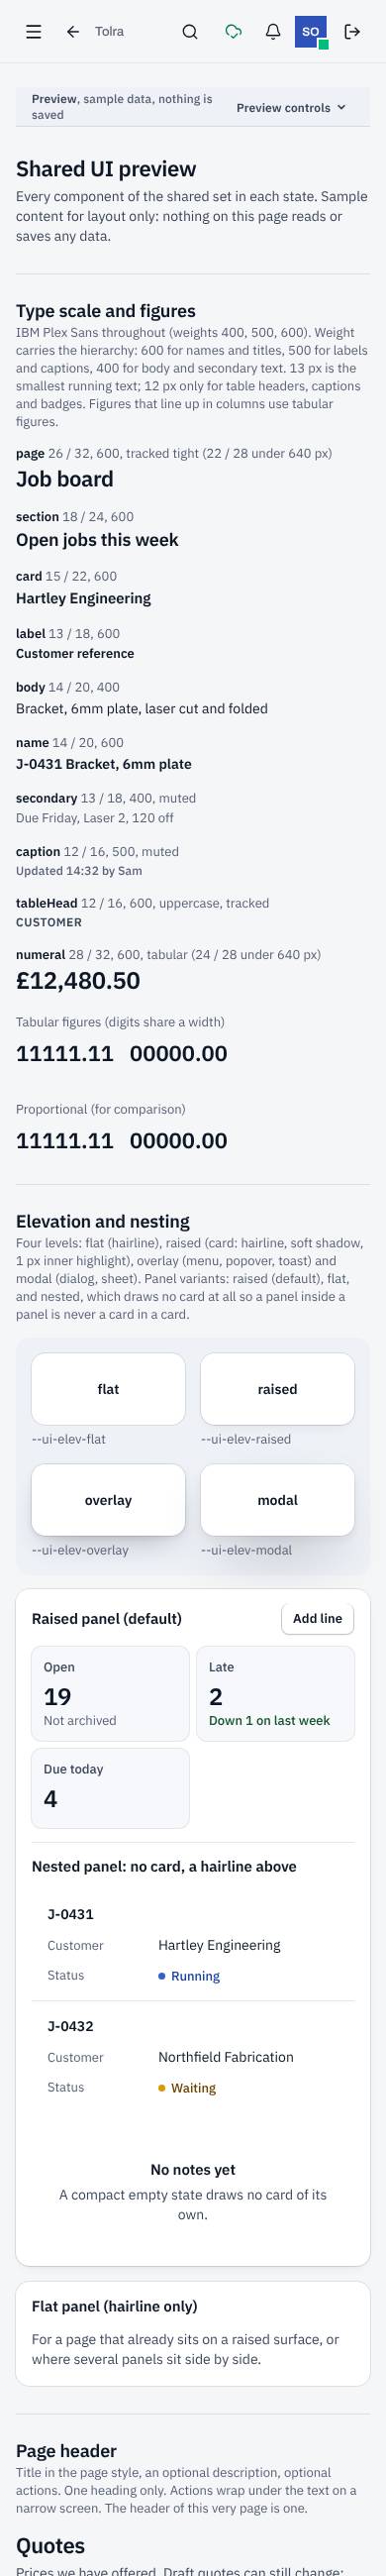 Tolra
SO
Preview, sample data, nothing is
saved
Preview controls
Shared UI preview
Every component of the shared set in each state. Sample
content for layout only: nothing on this page reads or
saves any data.
Type scale and figures
IBM Plex Sans throughout (weights 400, 500, 600). Weight
carries the hierarchy: 600 for names and titles, 500 for labels
and captions, 400 for body and secondary text. 13 px is the
smallest running text; 12 px only for table headers, captions
and badges. Figures that line up in columns use tabular
figures.
page 26 / 32, 600, tracked tight (22 / 28 under 640 px)
Job board
section 18 / 24, 600
Open jobs this week
card 15 / 22, 600
Hartley Engineering
label 13 / 18, 600
Customer reference
body 14 / 20, 400
Bracket, 6mm plate, laser cut and folded
name 14 / 20, 600
J-0431 Bracket, 6mm plate
secondary 13 / 18, 400, muted
Due Friday, Laser 2, 120 off
caption 12 / 16, 500, muted
Updated 14:32 by Sam
tableHead 12 / 16, 600, uppercase, tracked
CUSTOMER
numeral 28 / 32, 600, tabular (24 / 28 under 640 px)
£12,480.50
Tabular figures (digits share a width)
11111.11 00000.00
Proportional (for comparison)
11111.11 00000.00
Elevation and nesting
Four levels: flat (hairline), raised (card: hairline, soft shadow,
1 px inner highlight), overlay (menu, popover, toast) and
modal (dialog, sheet). Panel variants: raised (default), flat,
and nested, which draws no card at all so a panel inside a
panel is never a card in a card.
flat
raised
--ui-elev-flat
--ui-elev-raised
overlay
modal
--ui-elev-overlay
--ui-elev-modal
Raised panel (default)
Add line
Open
19
Not archived
Late
2
Down 1 on last week
Due today
4
Nested panel: no card, a hairline above
J-0431
Customer Hartley Engineering
Status Running
J-0432
Customer Northfield Fabrication
Status Waiting
No notes yet
A compact empty state draws no card of its
own.
Flat panel (hairline only)
For a page that already sits on a raised surface, or
where several panels sit side by side.
Page header
Title in the page style, an optional description, optional
actions. One heading only. Actions wrap under the text on a
narrow screen. The header of this very page is one.
Quotes
Prices we have offered. Draft quotes can still change;